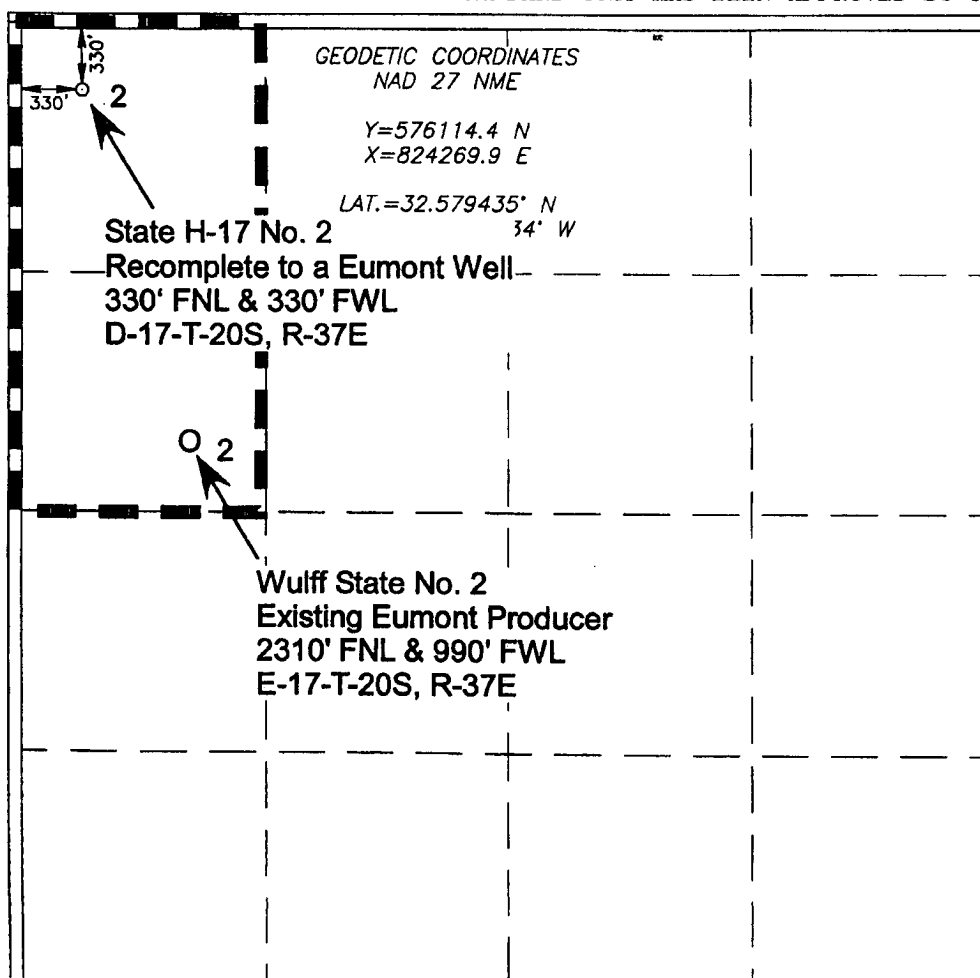 330'
330'
2
GEODETIC COORDINATES
NAD 27 NME
Y=576114.4 N
X=824269.9 E
LAT.=32.579435° N
34° W
State H-17 No. 2
Recomplete to a Eumont Well
330' FNL & 330' FWL
D-17-T-20S, R-37E
2
Wulff State No. 2
Existing Eumont Producer
2310' FNL & 990' FWL
E-17-T-20S, R-37E